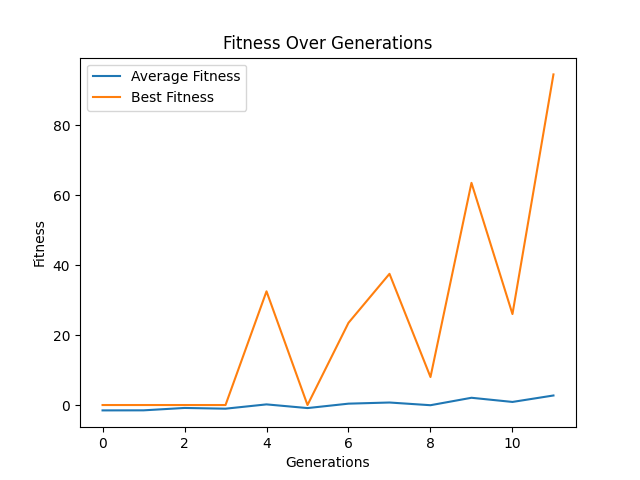 Fitness Over Generations
Average Fitness
Best Fitness
Fitness
80
60
40
20
0
0 2 4 6 8 10
Generations